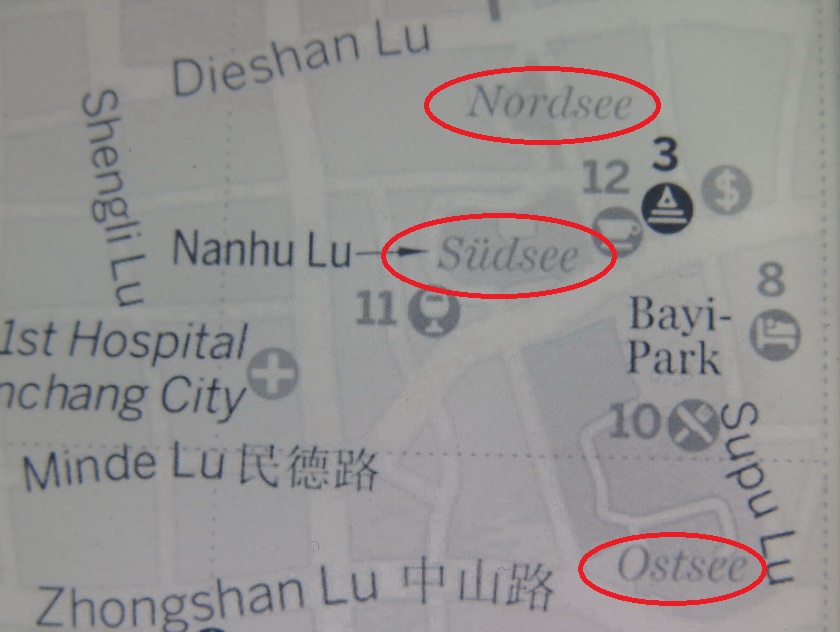 Dieshan Lu
Nordsee
Shengli Lu
12
3
$
Nanhu Lu
Südsee
11
8
Bayi-
Park
1st Hospital
nchang City
10
Supu Lu
Minde Lu 民德路
Ostsee
Zhongshan Lu 中山路